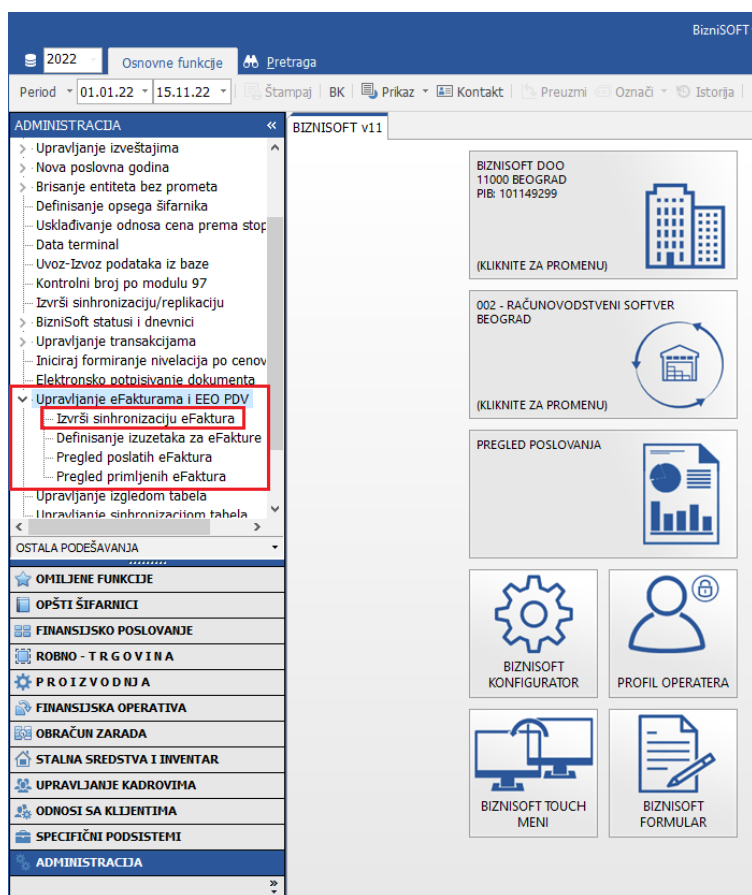 BizniSOFT
2022
Osnovne funkcije
Pretraga
Period 01.01.22 15.11.22 Štampaj BK Prikaz Kontakt Preuzmi Označi Istorija
ADMINISTRACIJA «
BIZNISOFT v11
Upravljanje izveštajima
Nova poslovna godina
Brisanje entiteta bez prometa
Definisanje opsega šifarnika
Usklađivanje odnosa cena prema stop
Data terminal
Uvoz-Izvoz podataka iz baze
Kontrolni broj po modulu 97
Izvrši sinhronizaciju/replikaciju
BizniSoft statusi i dnevnici
Upravljanje transakcijama
Iniciraj formiranje nivelacija po cenov
Elektronsko potpisivanje dokumenta
Upravljanje eFakturama i EEO PDV
Izvrši sinhronizaciju eFaktura
Definisanje izuzetaka za eFakture
Pregled poslatih eFaktura
Pregled primljenih eFaktura
Upravljanje izgledom tabela
Upravljanje sinhronizacijom tabela
OSTALA PODEŠAVANJA
OMILJENE FUNKCIJE
OPŠTI ŠIFARNICI
FINANSIJSKO POSLOVANJE
ROBNO - T R G O V I N A
P R O I Z V O D NJ A
FINANSIJSKA OPERATIVA
OBRAČUN ZARADA
STALNA SREDSTVA I INVENTAR
UPRAVLJANJE KADROVIMA
ODNOSI SA KLIJENTIMA
SPECIFIČNI PODSISTEMI
ADMINISTRACIJA
»
BIZNISOFT DOO
11000 BEOGRAD
PIB: 101149299
(KLIKNITE ZA PROMENU)
002 - RAČUNOVODSTVENI SOFTVER
BEOGRAD
(KLIKNITE ZA PROMENU)
PREGLED POSLOVANJA
BIZNISOFT
KONFIGURATOR
PROFIL OPERATERA
BIZNISOFT TOUCH
MENI
BIZNISOFT
FORMULAR